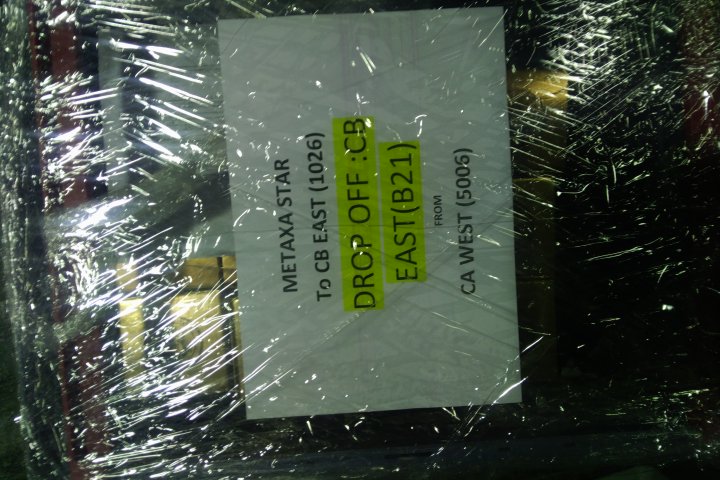 METAXA STAR
To CB EAST (1026)
DROP OFF :CB
EAST(B21)
FROM
CA WEST (5006)